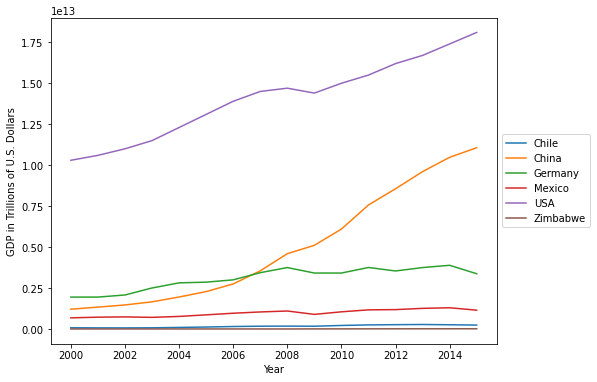 1e13
1.75
1.50
1.25
1.00
0.75
0.50
0.25
0.00
GDP in Trillions of U.S. Dollars
2000 2002 2004 2006 2008 2010 2012 2014
Year
Chile
China
Germany
Mexico
USA
Zimbabwe